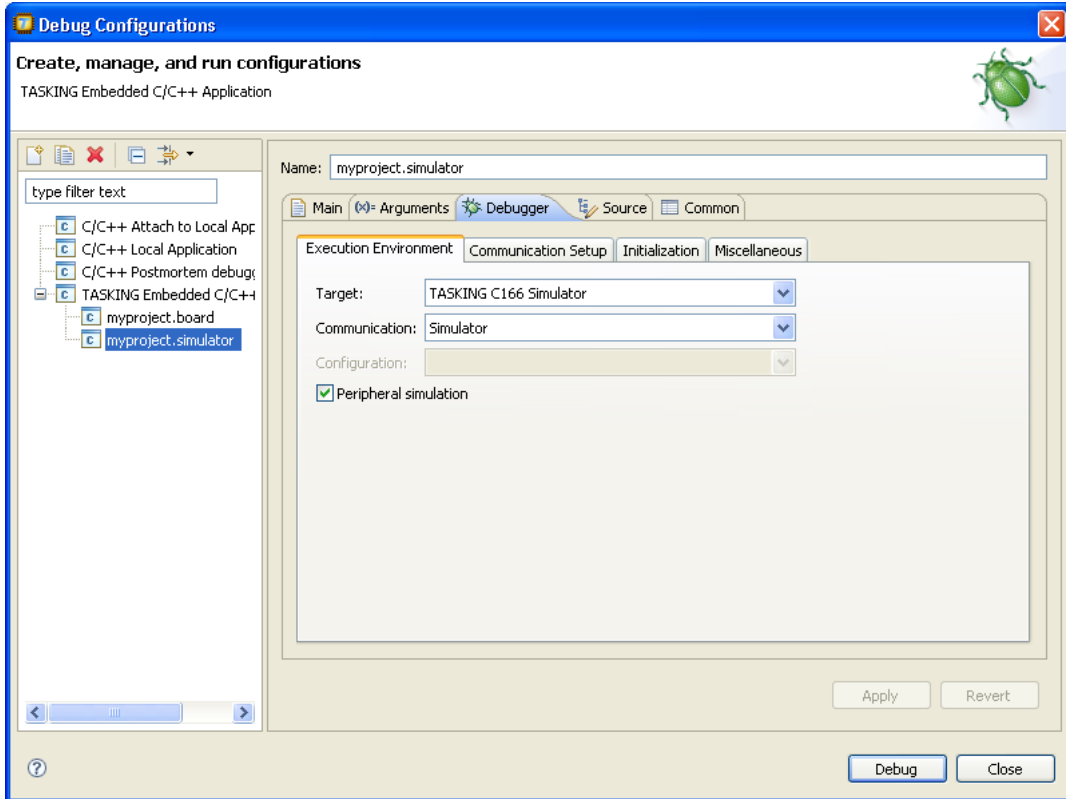 Debug Configurations
Create, manage, and run configurations
TASKING Embedded C/C++ Application
type filter text
C/C++ Attach to Local App
C/C++ Local Application
C/C++ Postmortem debugg
TASKING Embedded C/C++
myproject.board
myproject.simulator
Name: myproject.simulator
Main (x)= Arguments Debugger Source Common
Execution Environment Communication Setup Initialization Miscellaneous
Target: TASKING C166 Simulator
Communication: Simulator
Configuration:
Peripheral simulation
Apply Revert
Debug Close